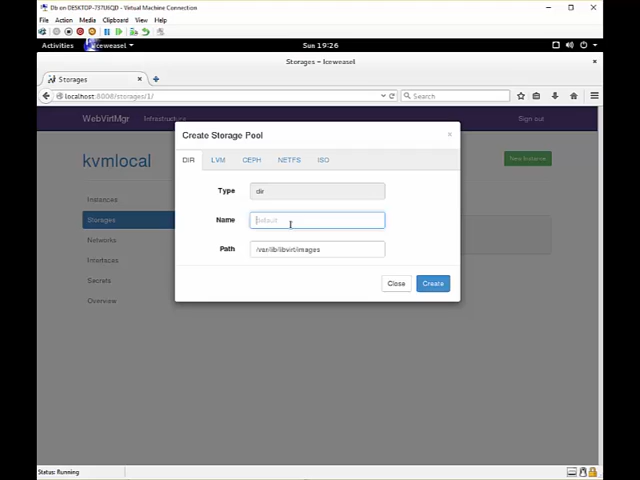 Db on DESKTOP-737U5QD - Virtual Machine Connection
File Action Media Clipboard View Help
Activities Iceweasel Sun 19:26
Storages - Iceweasel
Storages
localhost:8000/storages/1/
Search
WebVirtMgr Infrastructure Sign out
Create Storage Pool ×
kvmlocal
DIR LVM CEPH NETFS ISO
New Instance
Type dir
Instances
Storages
Name default
Networks
Path /var/lib/libvirt/images
Interfaces
Secrets
Close Create
Overview
Status: Running